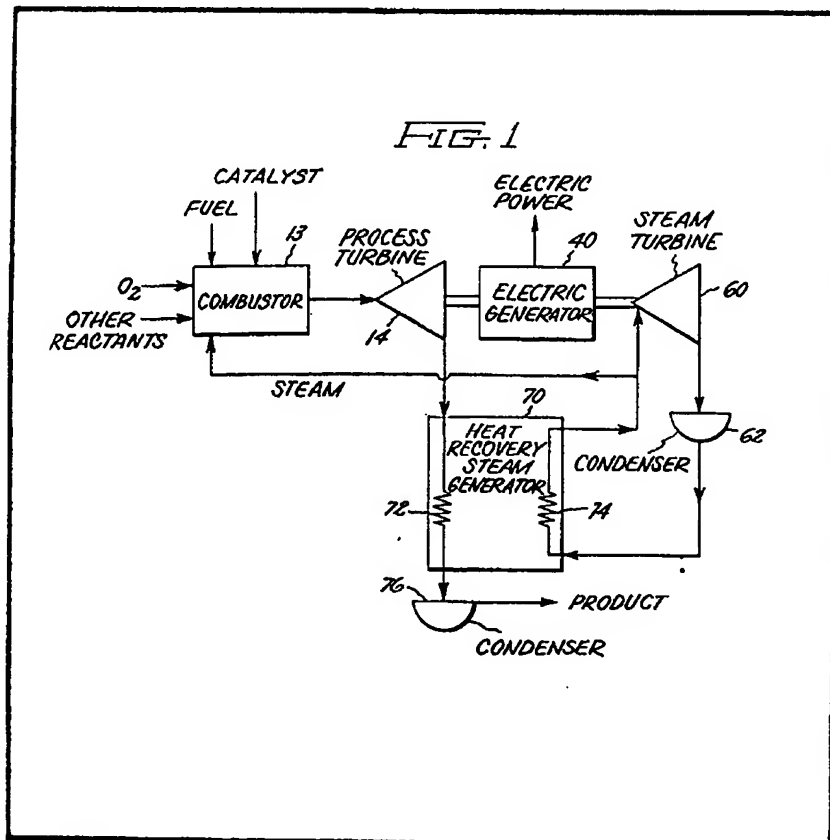 FIG. 1
CATALYST
FUEL
13
O2
OTHER
REACTANTS
COMBUSTOR
STEAM
PROCESS
TURBINE
14
ELECTRIC
POWER
40
ELECTRIC
GENERATOR
STEAM
TURBINE
60
70
HEAT
RECOVERY
STEAM
GENERATOR
72
74
CONDENSER
62
76
PRODUCT
CONDENSER